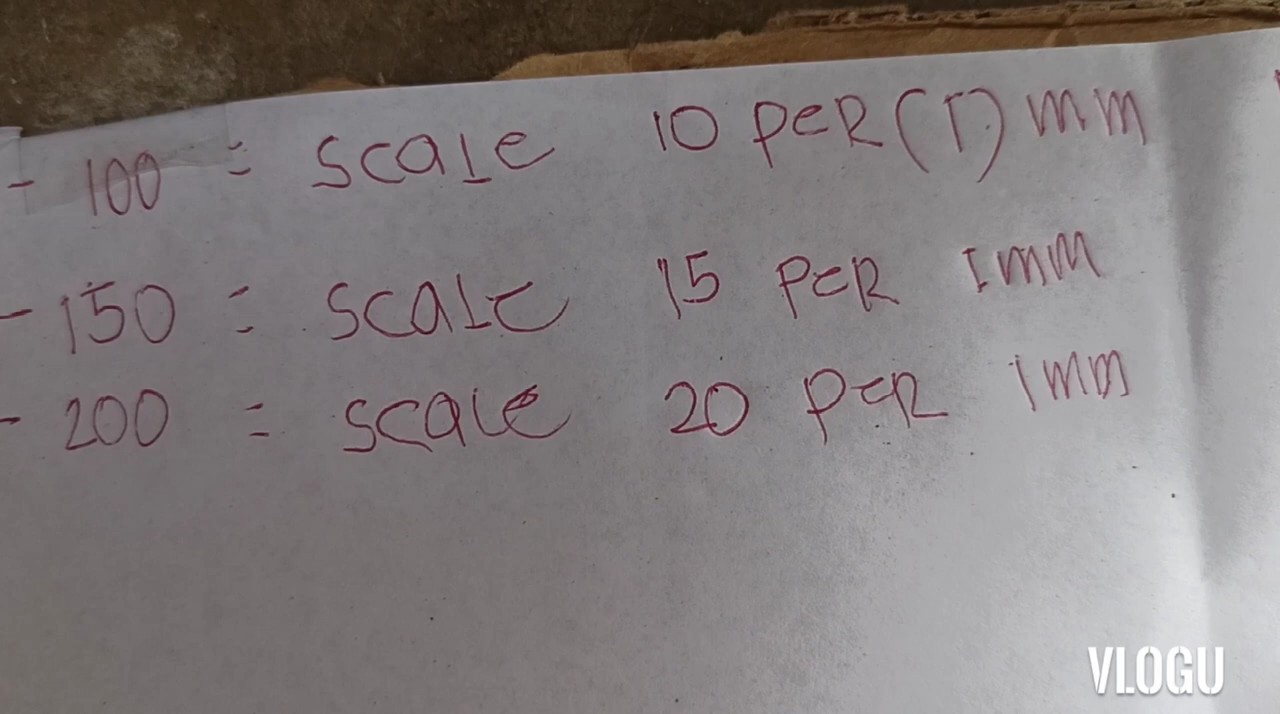 - 100 = scale 10 PeR (1) mm
- 150 = scale 15 PeR 1mm
- 200 = scale 20 PeR 1mm
VLOGU